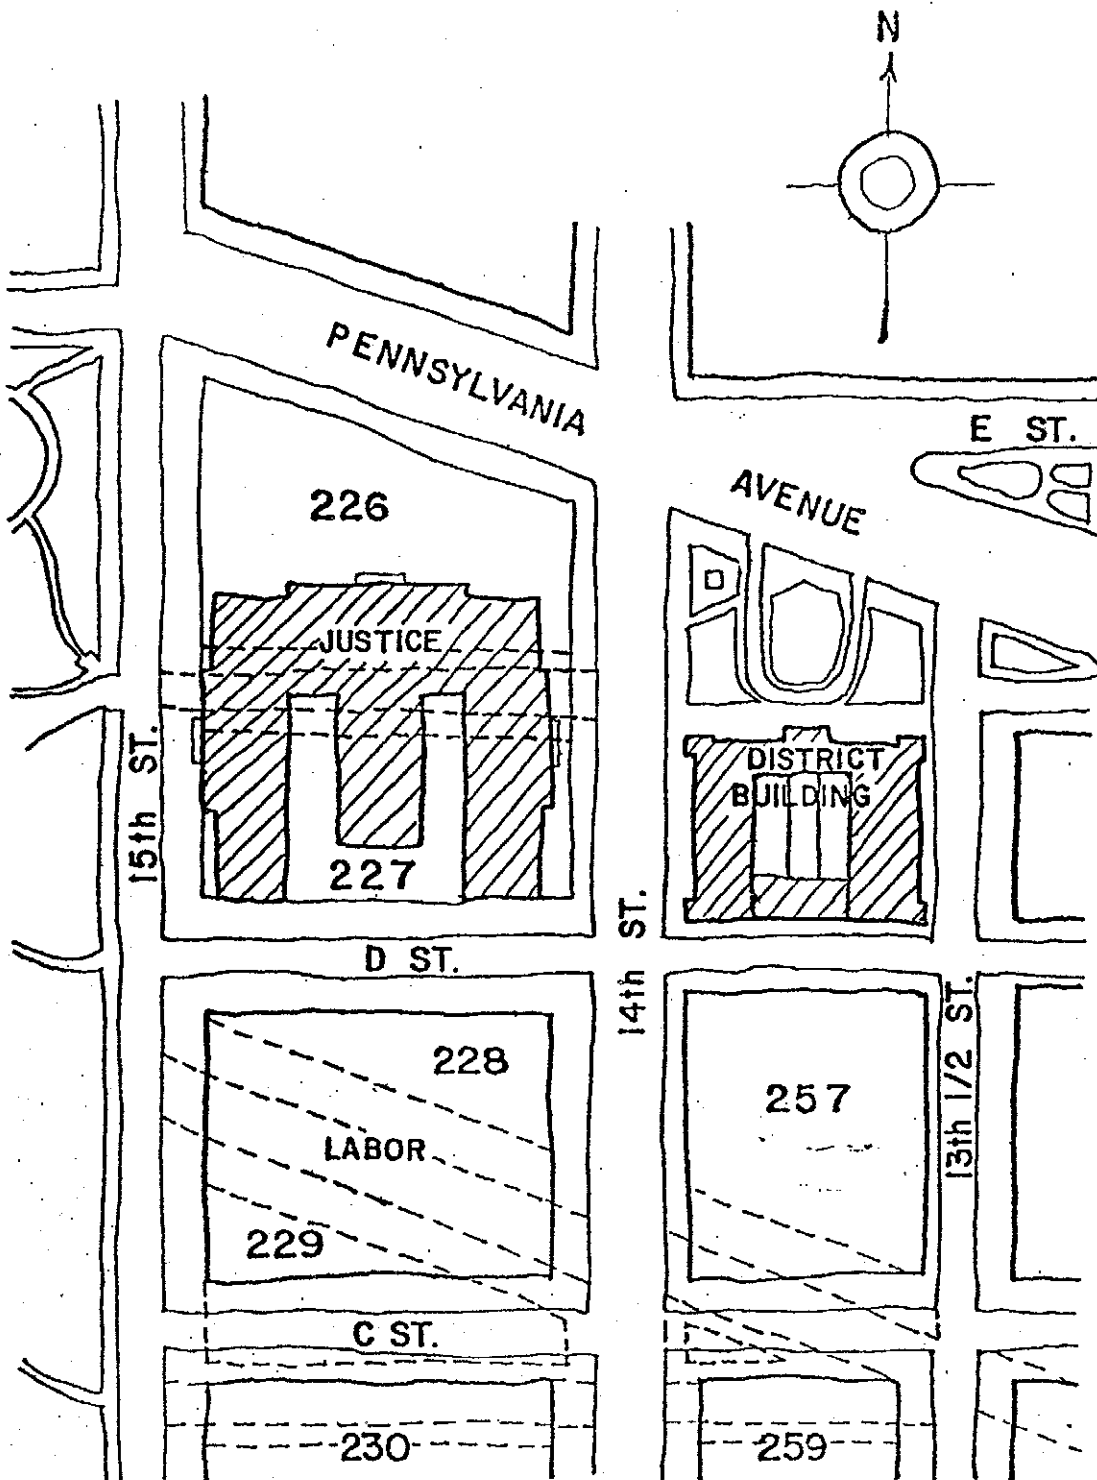 N
PENNSYLVANIA
AVENUE
E ST.
226
JUSTICE
DISTRICT
BUILDING
15th ST.
227
14th ST.
D ST.
228
257
13th 1/2 ST.
LABOR
229
C ST.
230
259